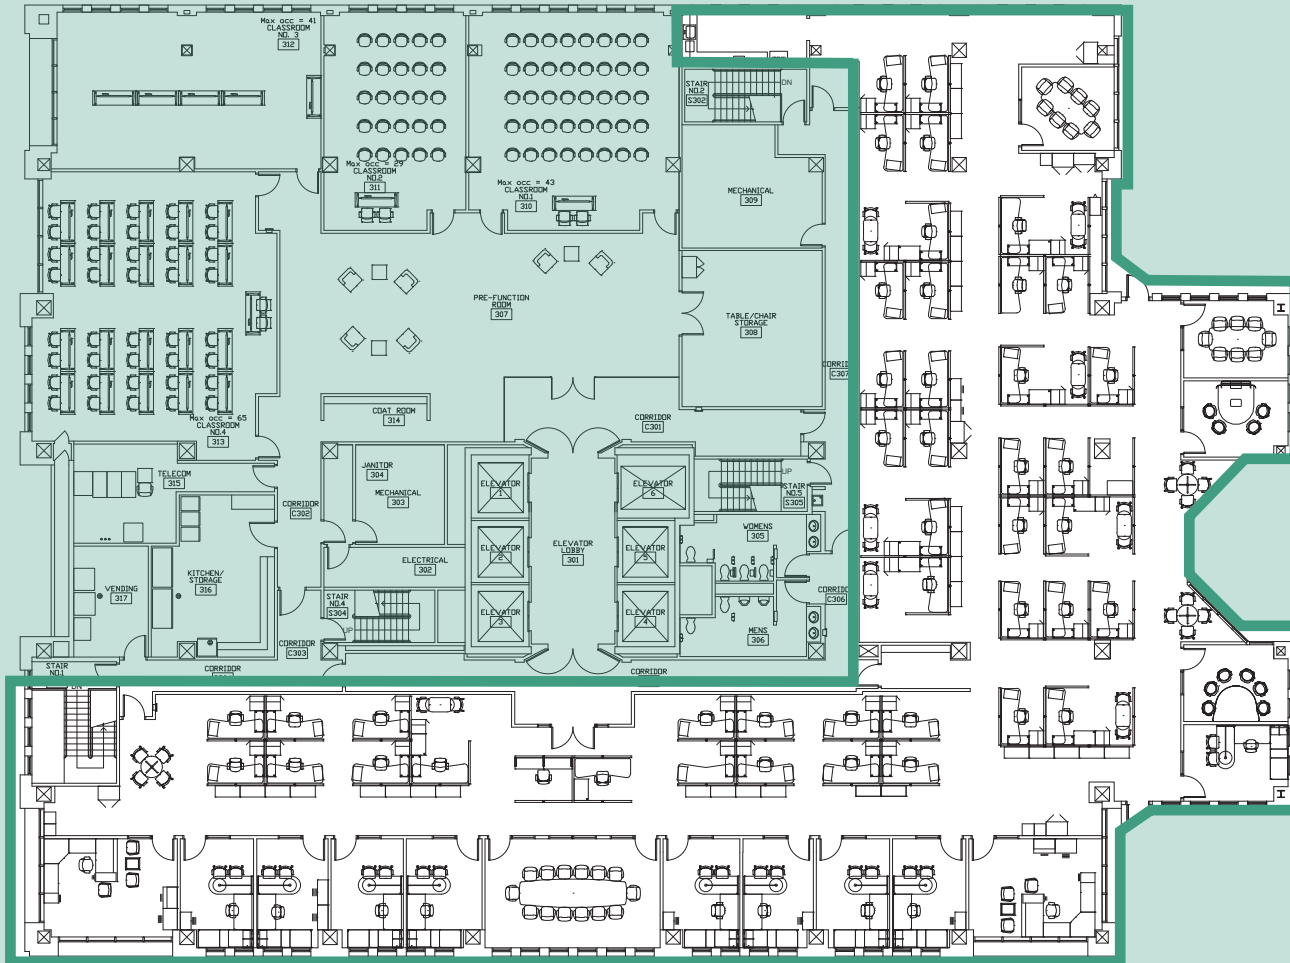 Max occ = 41
CLASSROOM
NO. 3
312
Max occ = 29
CLASSROOM
NO.2
311
Max occ = 43
CLASSROOM
NO.1
310
STAIR
NO.2
S302
DN
MECHANICAL
309
PRE-FUNCTION
ROOM
307
TABLE/CHAIR
STORAGE
308
CORRID
C307
Max occ = 65
CLASSROOM
NO.4
313
COAT ROOM
314
CORRIDOR
C301
TELECOM
315
JANITOR
304
MECHANICAL
303
CORRIDOR
C302
ELEVATOR
1
ELEVATOR
6
UP
STAIR
NO.5
S305
WOMENS
305
ELEVATOR
2
ELEVATOR
LOBBY
301
ELEVATOR
5
ELECTRICAL
302
KITCHEN/
STORAGE
316
VENDING
317
STAIR
NO.4
S304
UP
ELEVATOR
3
ELEVATOR
4
CORRID
C306
MENS
306
CORRIDOR
C303
STAIR
NO.1
CORRIDOR
CORRIDOR
DN
H
H